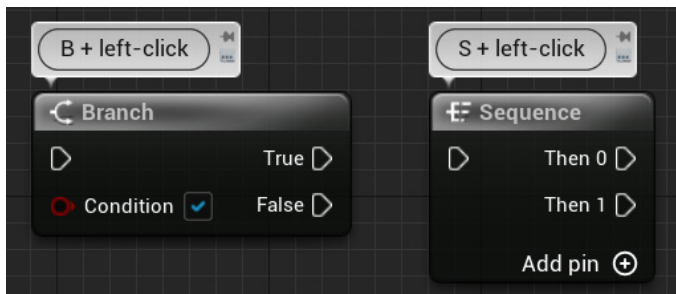 B + left-click
Branch
True
Condition
False
S + left-click
Sequence
Then 0
Then 1
Add pin